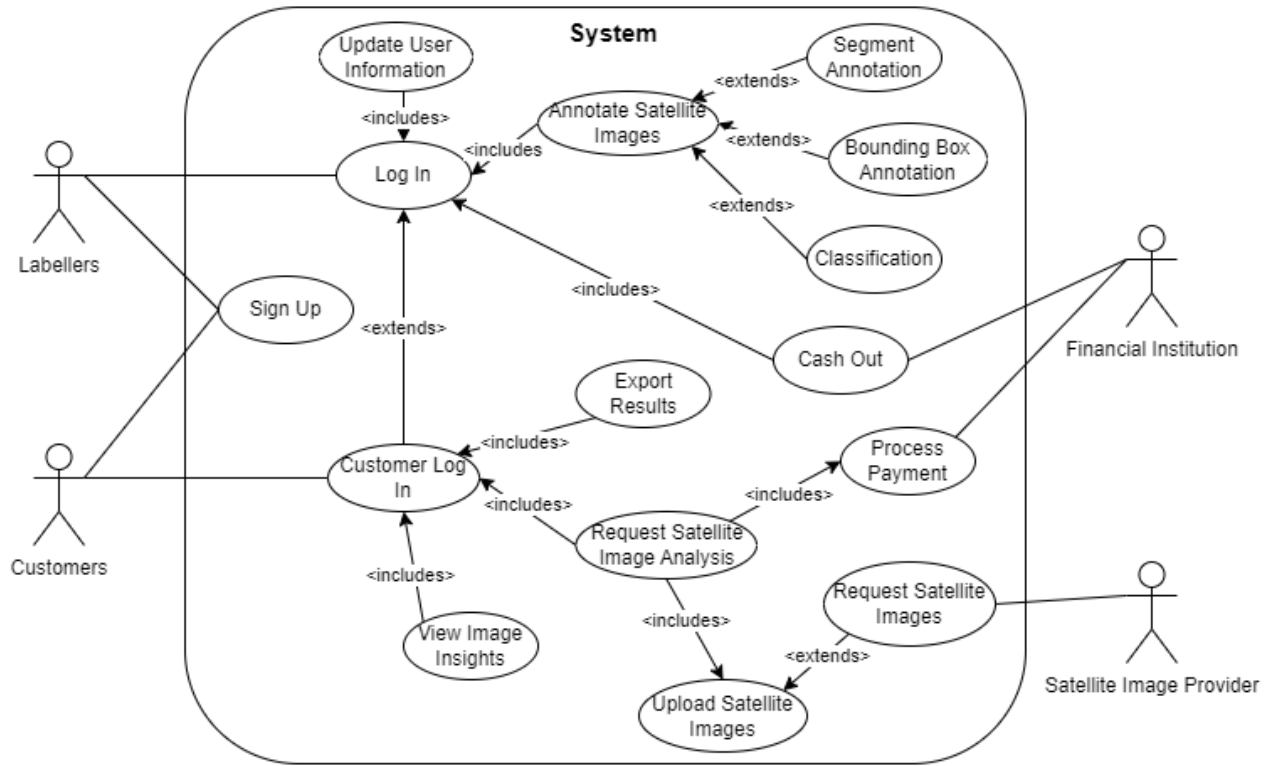 System
Update User
Information
<includes>
Segment
Annotation
<extends>
Annotate Satellite
Images
<includes
<extends>
Bounding Box
Annotation
Log In
<extends>
Classification
Labellers
<includes>
Sign Up
<extends>
Cash Out
Financial Institution
Export
Results
<includes>
Customer Log
In
Process
Payment
<includes>
<includes>
Request Satellite
Image Analysis
Customers
<includes>
Request Satellite
Images
<includes>
View Image
Insights
<extends>
Upload Satellite
Images
Satellite Image Provider